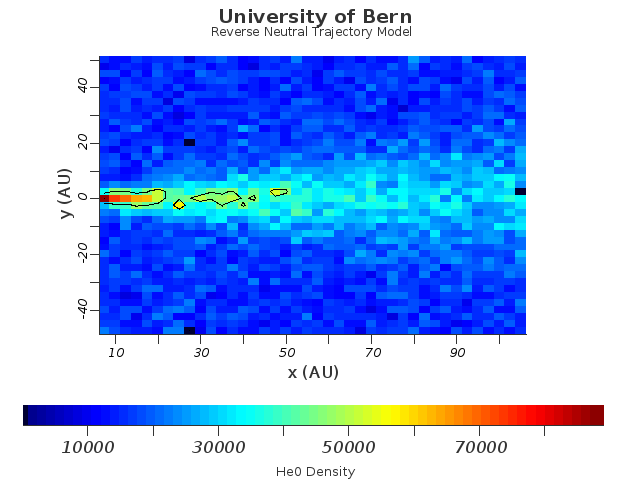 University of Bern
Reverse Neutral Trajectory Model
40
20
0
-20
-40
y (AU)
10 30 50 70 90
x (AU)
10000 30000 50000 70000
He0 Density